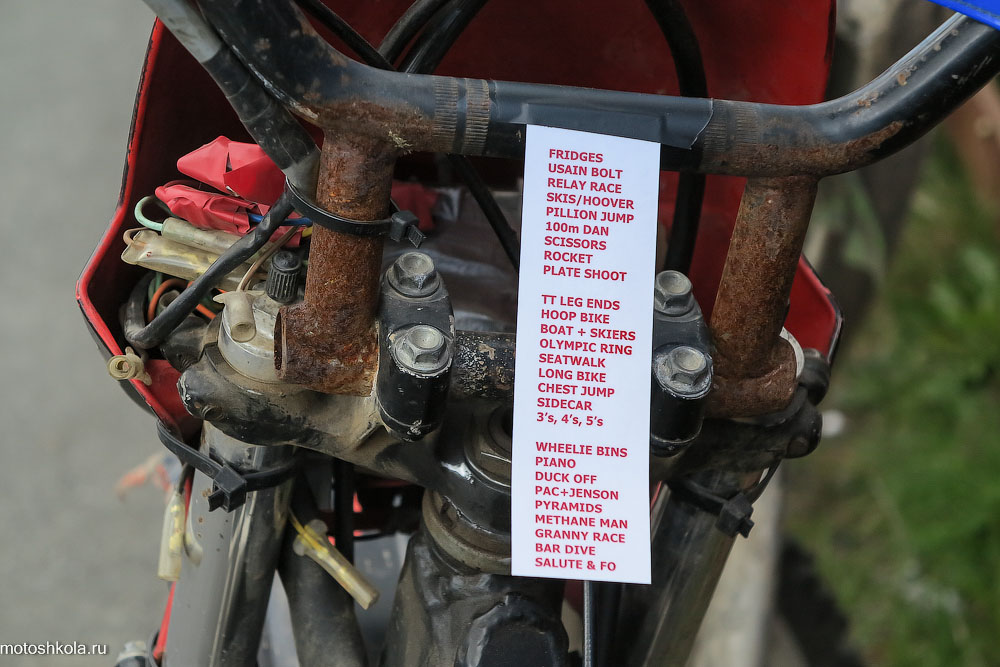 FRIDGES
USAIN BOLT
RELAY RACE
SKIS/HOOVER
PILLION JUMP
100m DAN
SCISSORS
ROCKET
PLATE SHOOT
TT LEG ENDS
HOOP BIKE
BOAT + SKIERS
OLYMPIC RING
SEATWALK
LONG BIKE
CHEST JUMP
SIDECAR
3's, 4's, 5's
WHEELIE BINS
PIANO
DUCK OFF
PAC+JENSON
PYRAMIDS
METHANE MAN
GRANNY RACE
BAR DIVE
SALUTE & FO
motoshkola.ru